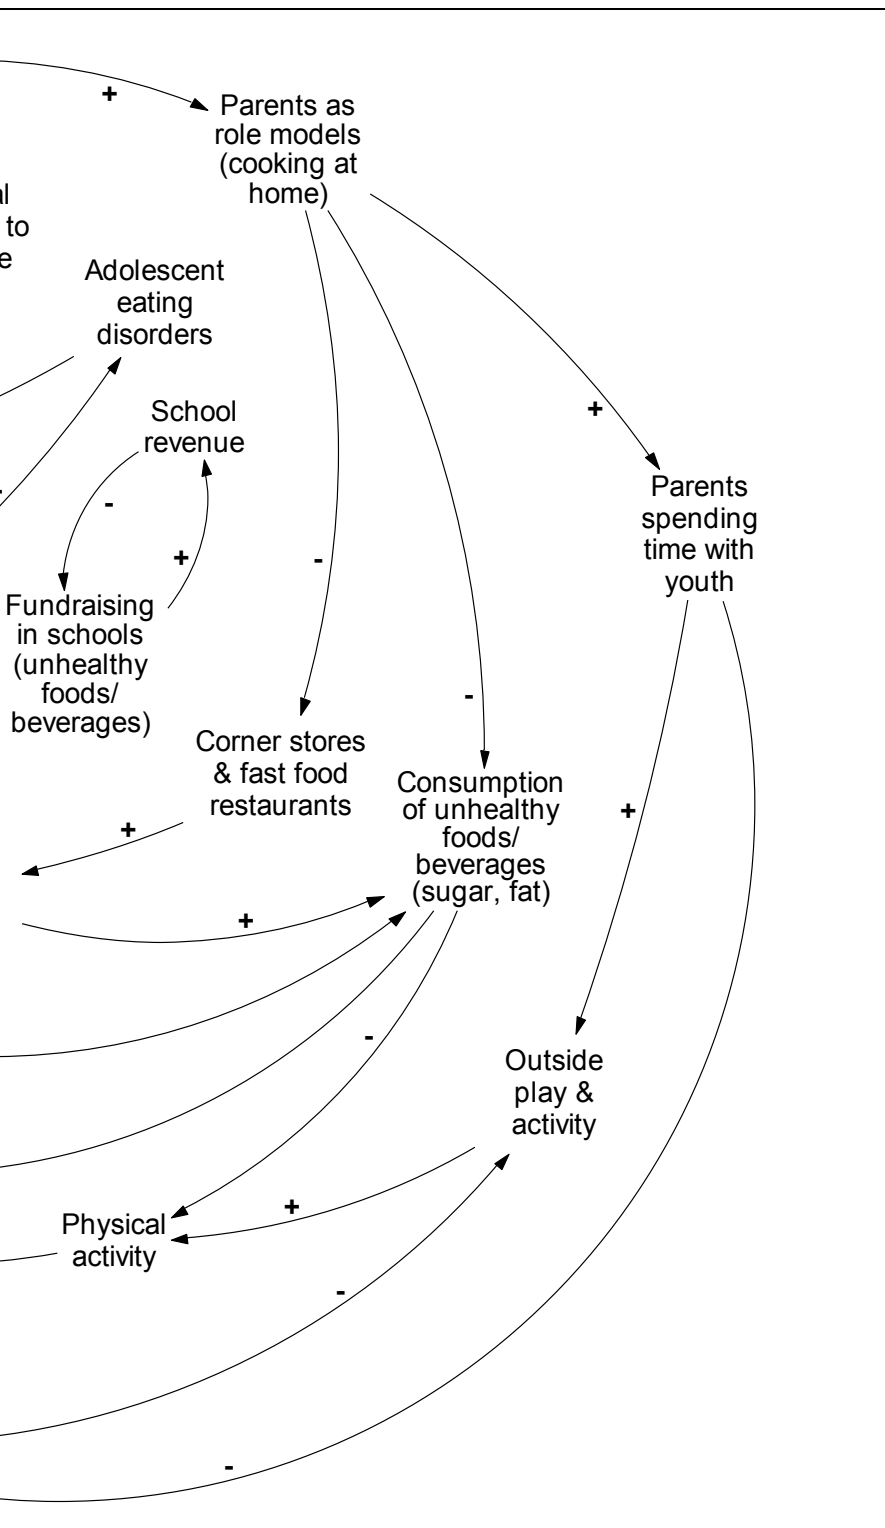 +
Parents as
role models
(cooking at
home)
al
to
e
Adolescent
eating
disorders
School
revenue
+
-
+
-
-
Parents
spending
time with
youth
Fundraising
in schools
(unhealthy
foods/
beverages)
-
Corner stores
& fast food
restaurants
Consumption
of unhealthy
foods/
beverages
(sugar, fat)
+
+
+
-
Outside
play &
activity
+
Physical
activity
-
-